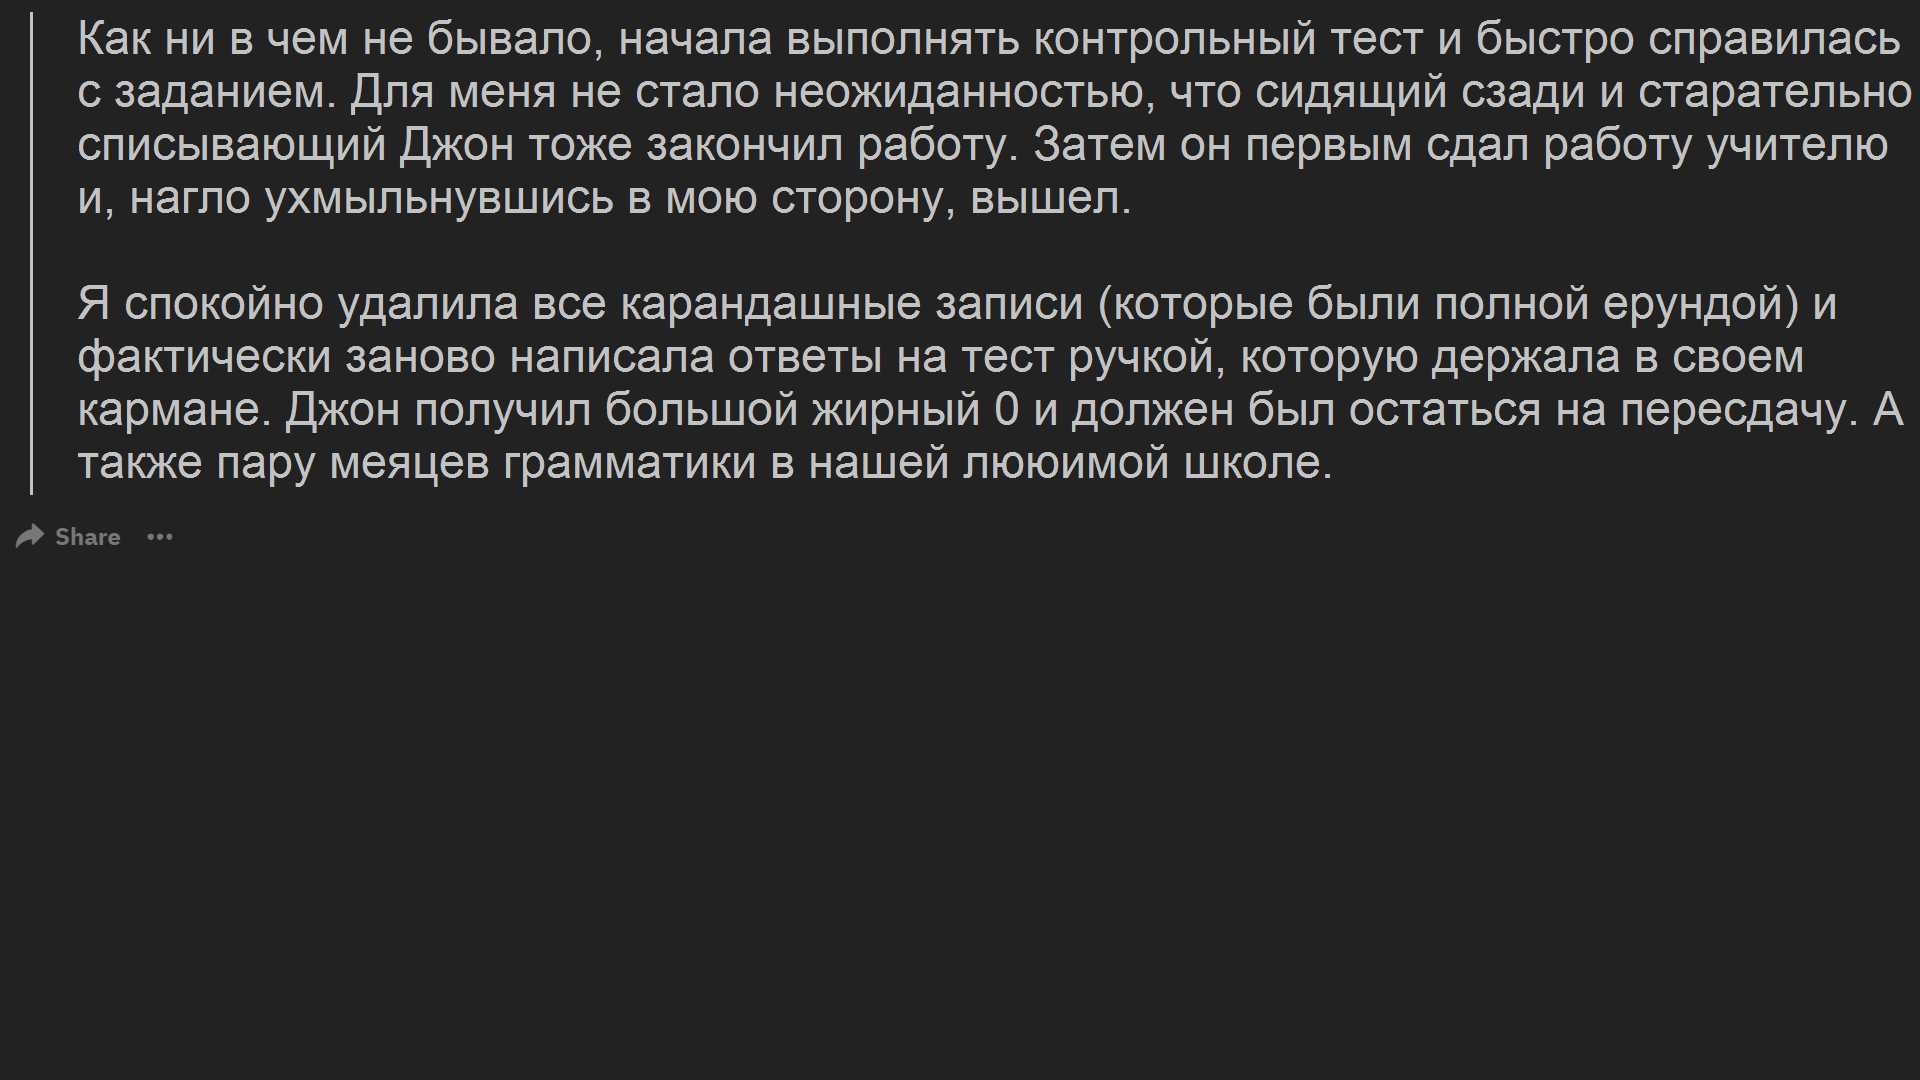 Как ни в чем не бывало, начала выполнять контрольный тест и быстро справилась
с заданием. Для меня не стало неожиданностью, что сидящий сзади и старательно
списывающий Джон тоже закончил работу. Затем он первым сдал работу учителю
и, нагло ухмыльнувшись в мою сторону, вышел.
Я спокойно удалила все карандашные записи (которые были полной ерундой) и
фактически заново написала ответы на тест ручкой, которую держала в своем
кармане. Джон получил большой жирный 0 и должен был остаться на пересдачу. А
также пару меяцев грамматики в нашей лююимой школе.
Share •••